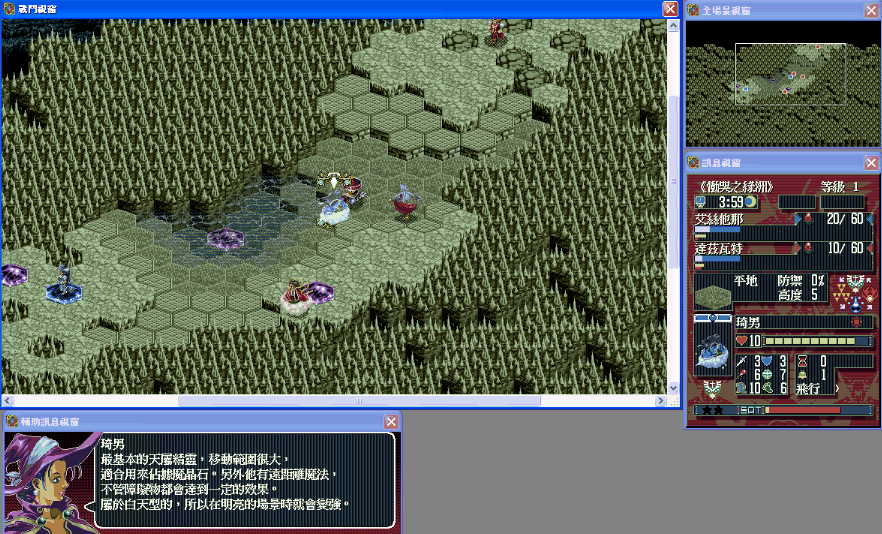 戰鬥視窗
全場景視窗
訊息視窗
《慟哭之綠洲》 等級 1
3:59
艾絲他那 20/ 60
達茲瓦特 10/ 60
平地 防禦 0%
高度 5
琦男
10
3 3 0
6 7 1
10 6 飛行
輔助訊息視窗
琦男
最基本的天屬精靈，移動範圍很大，
適合用來佔據魔晶石。另外他有遠距離魔法，
不管障礙物都會達到一定的效果。
屬於白天型的，所以在明亮的場景時就會變強。